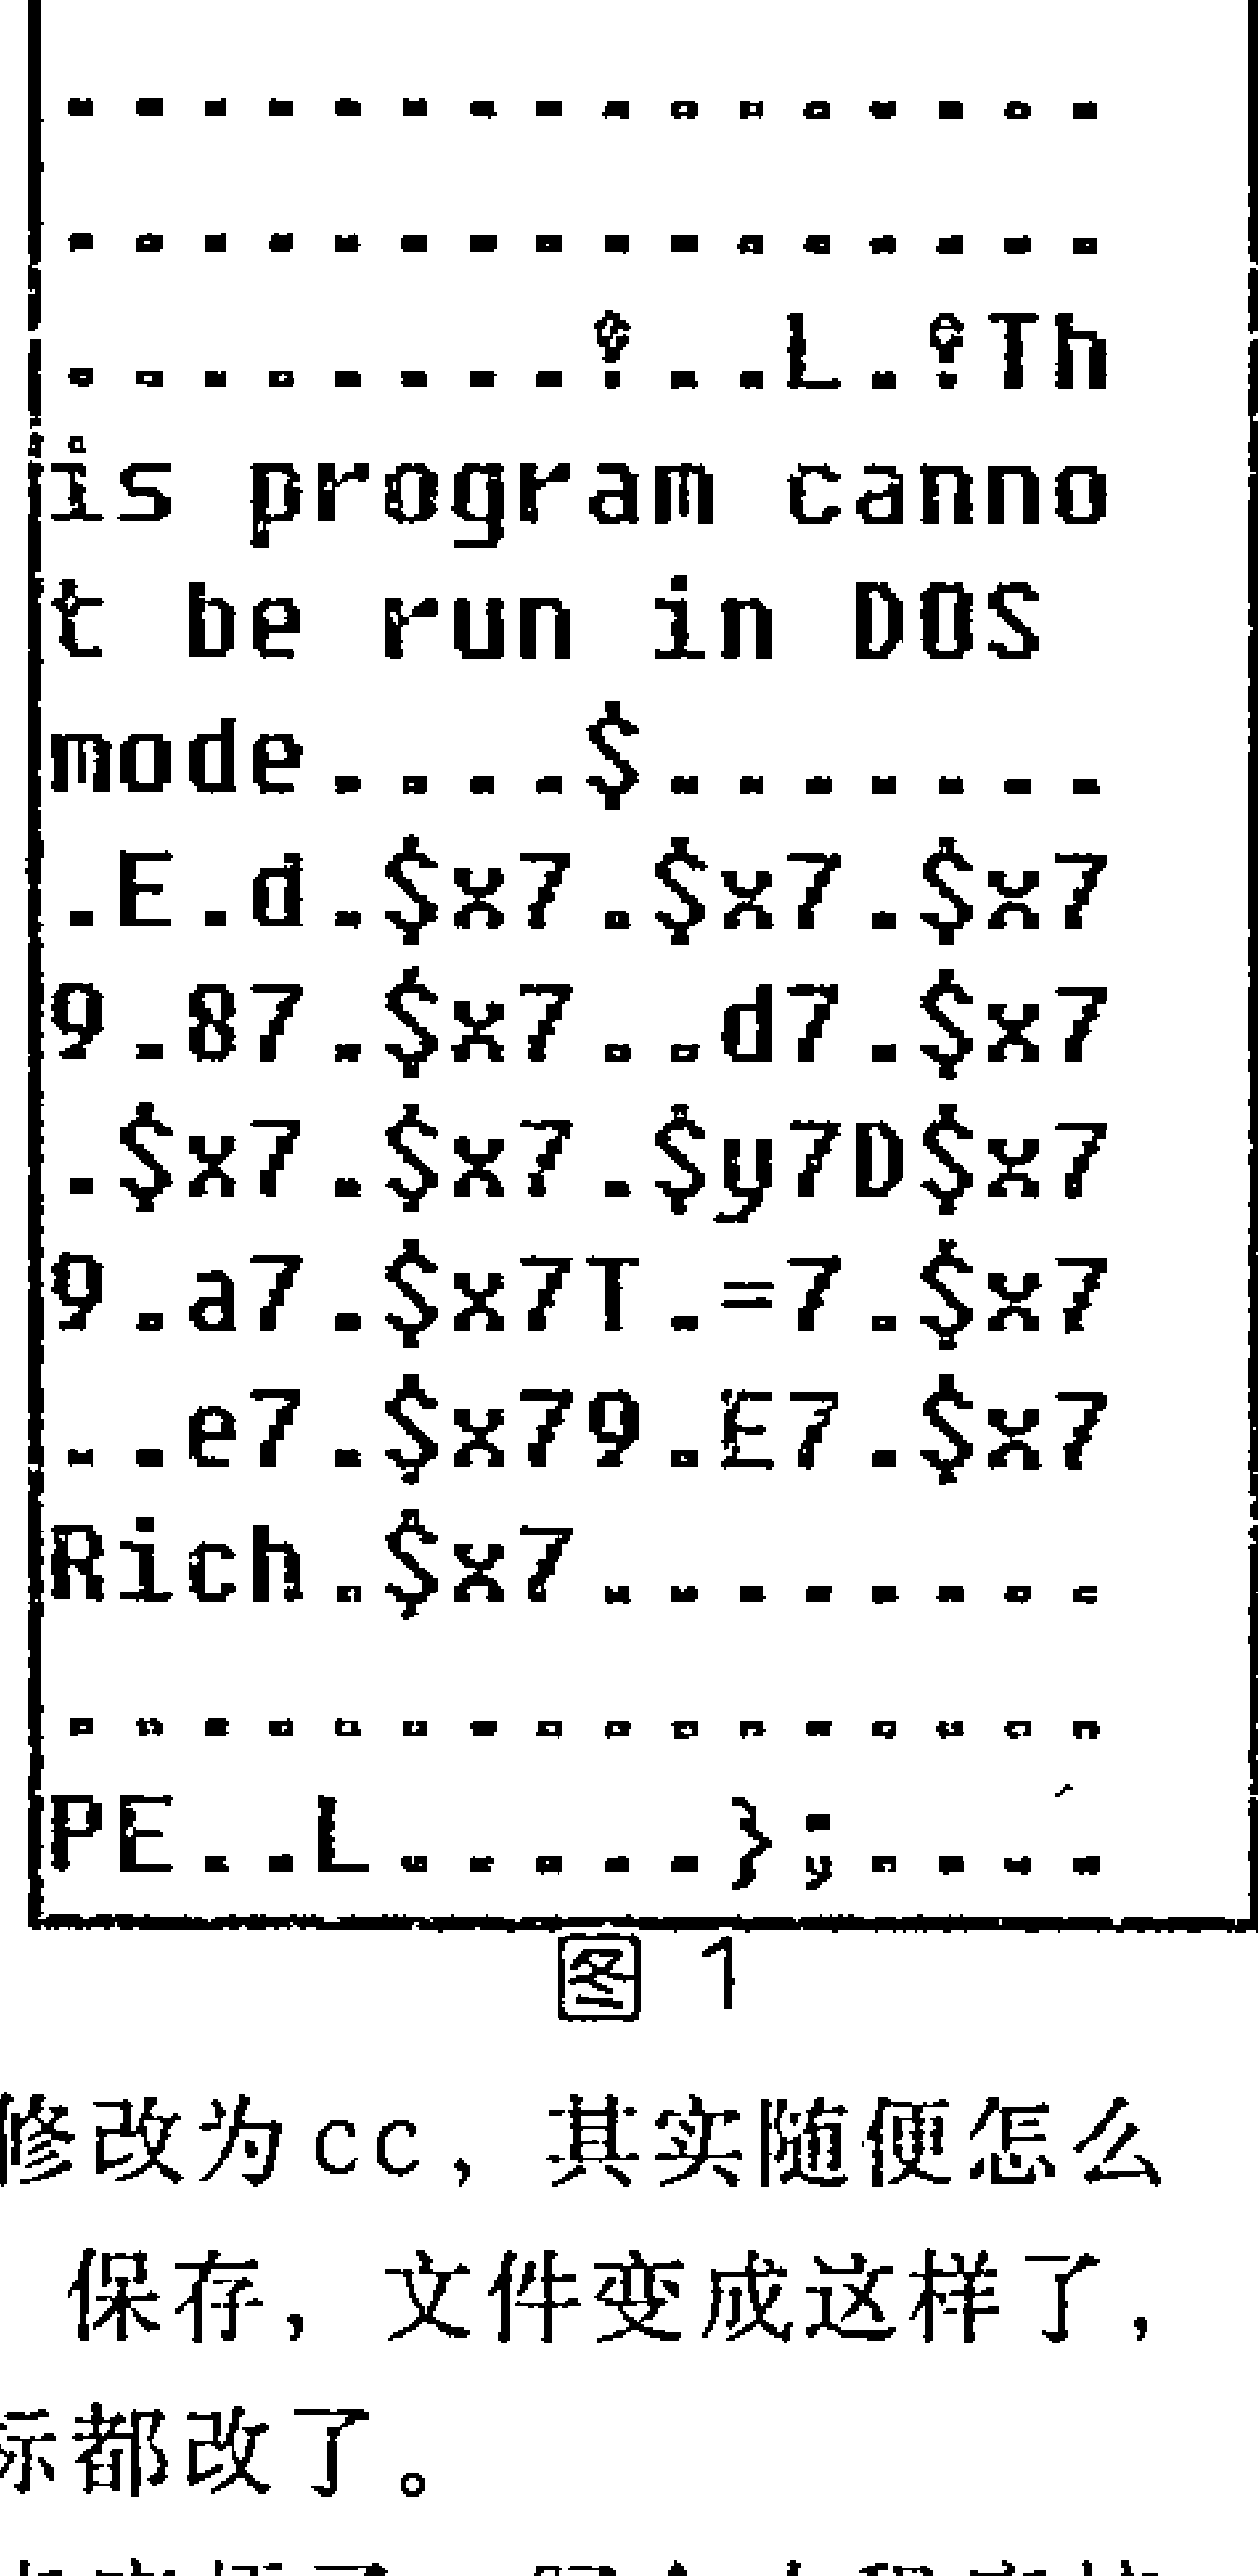 ................
................
........?..L.?Th
is program canno
t be run in DOS
mode....$.......
.E.d.$x7.$x7.$x7
9.87.$x7..d7.$x7
.$x7.$x7.$y7D$x7
9.a7.$x7T.=7.$x7
..e7.$x79.E7.$x7
Rich.$x7........
................
PE..L.....};....
图 1
修改为cc，其实随便怎么
保存，文件变成这样了，
标都改了。